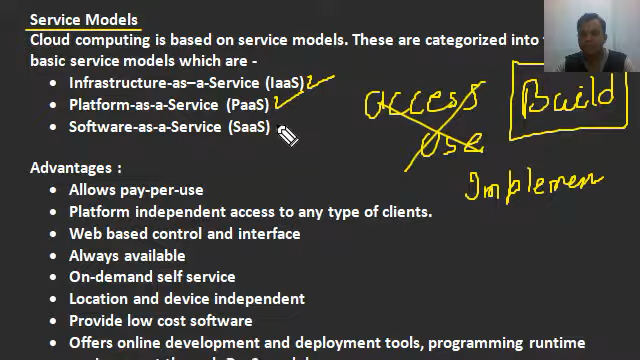 Service Models
Cloud computing is based on service models. These are categorized into
basic service models which are -
• Infrastructure-as–a-Service (IaaS)
• Platform-as-a-Service (PaaS)
• Software-as-a-Service (SaaS)
access
use
Build
Implemen
Advantages :
• Allows pay-per-use
• Platform independent access to any type of clients.
• Web based control and interface
• Always available
• On-demand self service
• Location and device independent
• Provide low cost software
• Offers online development and deployment tools, programming runtime